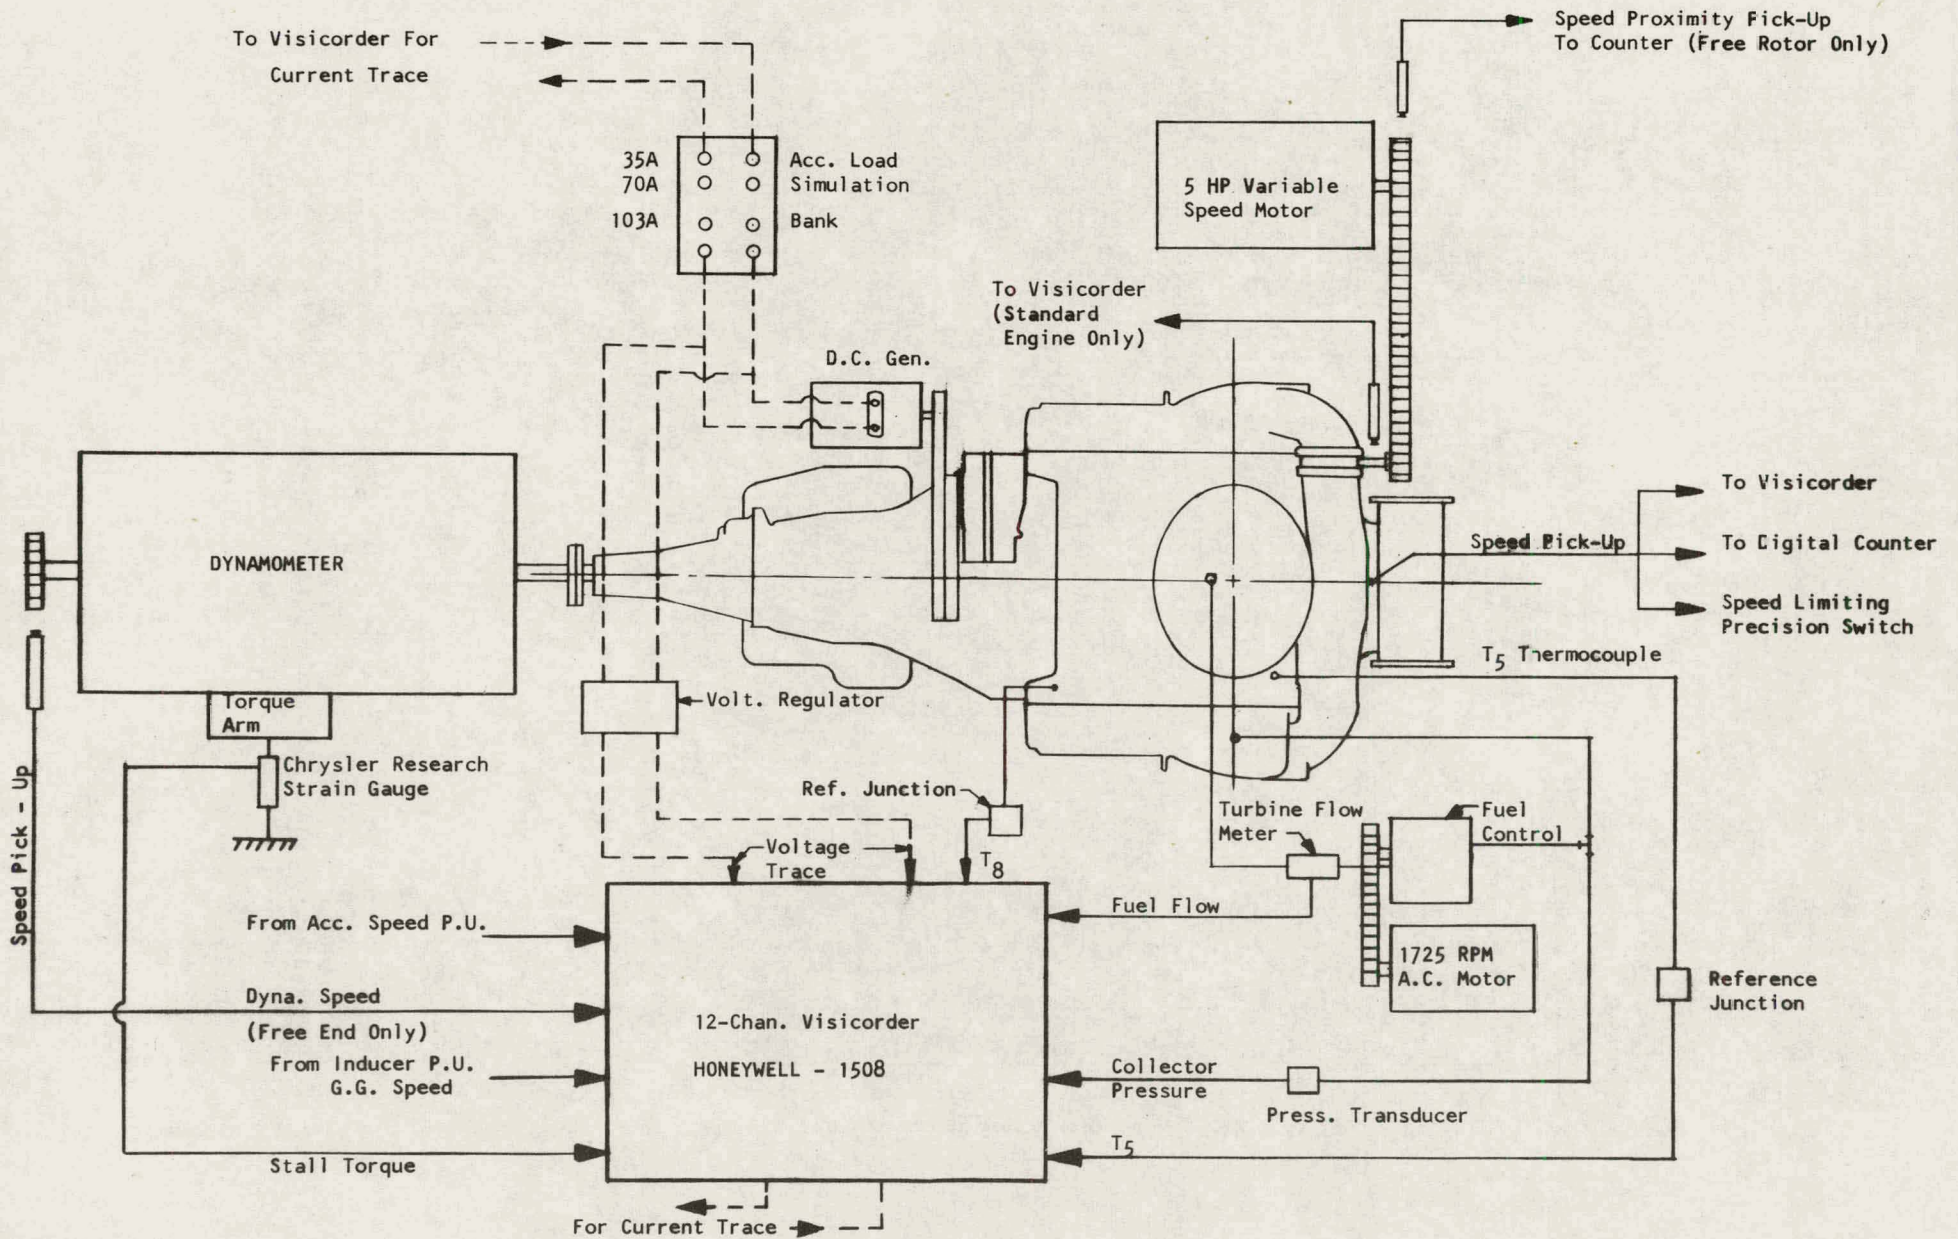 To Visicorder For
Current Trace
Speed Proximity Pick-Up
To Counter (Free Rotor Only)
35A
70A
103A
Acc. Load
Simulation
Bank
5 HP Variable
Speed Motor
To Visicorder
(Standard
Engine Only)
D.C. Gen.
DYNAMOMETER
Speed Pick-Up
To Visicorder
To Digital Counter
Speed Limiting
Precision Switch
T5 Thermocouple
Torque
Arm
Volt. Regulator
Chrysler Research
Strain Gauge
Speed Pick - Up
Ref. Junction
Turbine Flow
Meter
Fuel
Control
Voltage
Trace
T8
From Acc. Speed P.U.
Fuel Flow
1725 RPM
A.C. Motor
Reference
Junction
Dyna. Speed
(Free End Only)
From Inducer P.U.
G.G. Speed
12-Chan. Visicorder
HONEYWELL - 1508
Collector
Pressure
Press. Transducer
Stall Torque
T5
For Current Trace